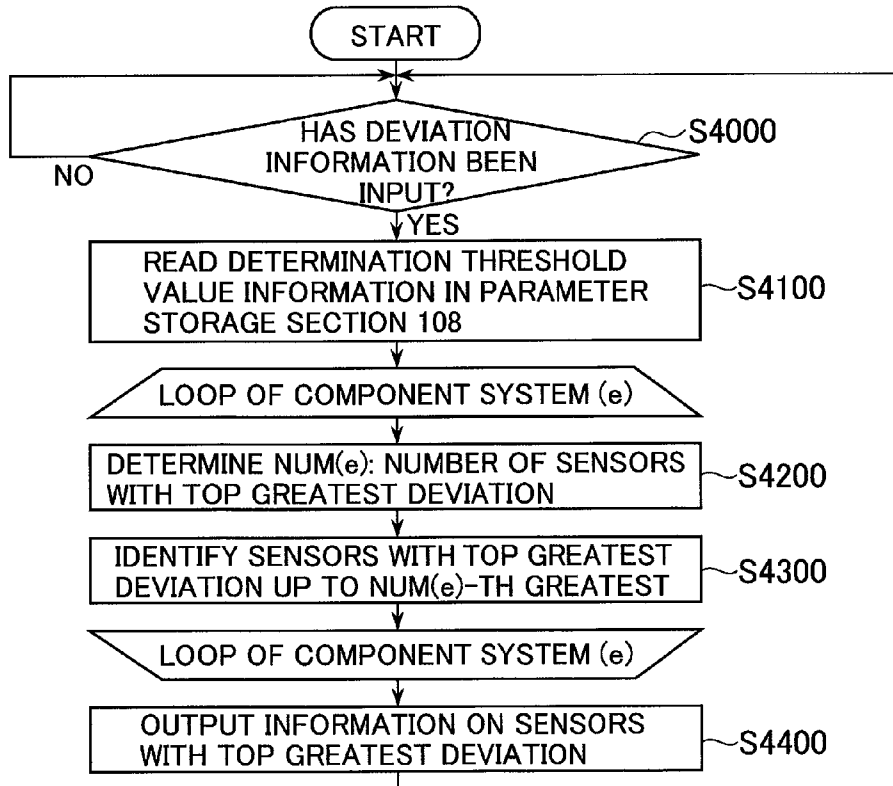 START
HAS DEVIATION
INFORMATION BEEN
INPUT?
S4000
NO
YES
READ DETERMINATION THRESHOLD
VALUE INFORMATION IN PARAMETER
STORAGE SECTION 108
S4100
LOOP OF COMPONENT SYSTEM (e)
DETERMINE NUM(e): NUMBER OF SENSORS
WITH TOP GREATEST DEVIATION
S4200
IDENTIFY SENSORS WITH TOP GREATEST
DEVIATION UP TO NUM(e)-TH GREATEST
S4300
LOOP OF COMPONENT SYSTEM (e)
OUTPUT INFORMATION ON SENSORS
WITH TOP GREATEST DEVIATION
S4400